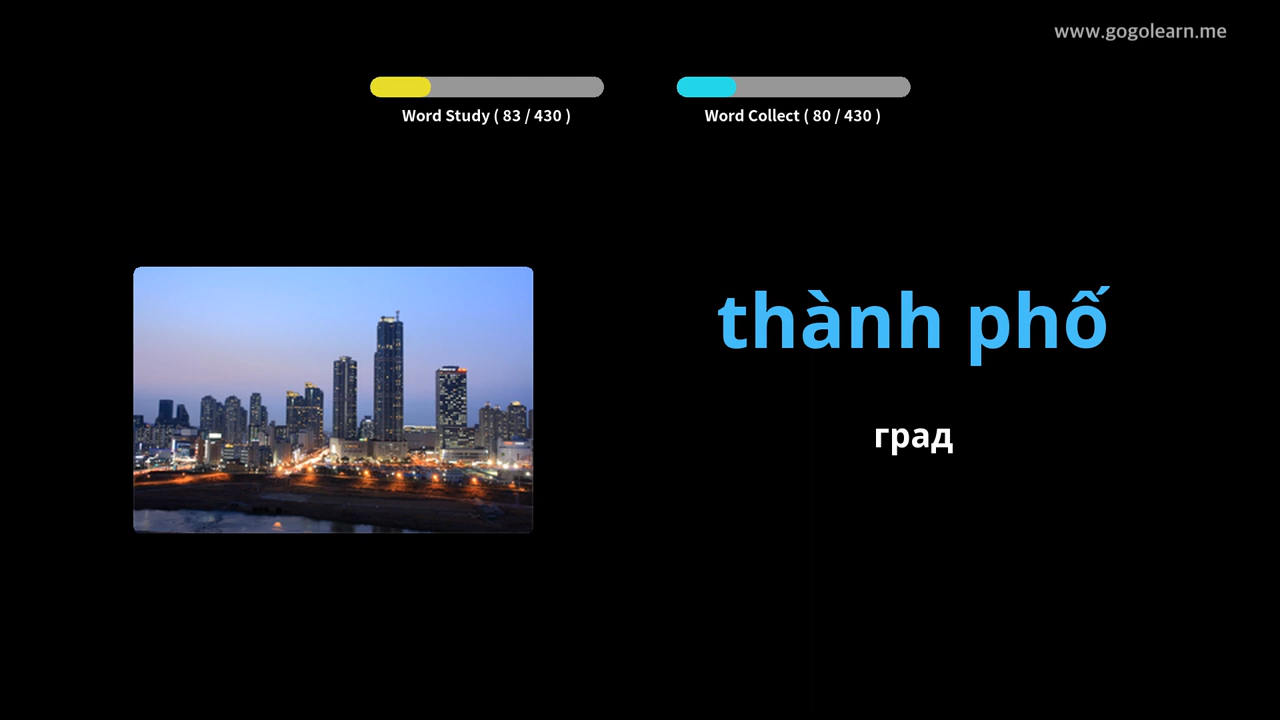 www.gogolearn.me
Word Study ( 83 / 430 )
Word Collect ( 80 / 430 )
thành phố
град